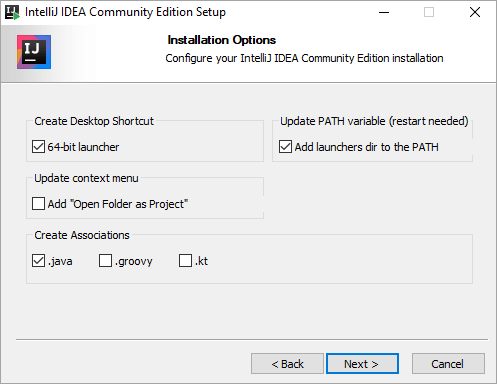 IntelliJ IDEA Community Edition Setup
IJ
Installation Options
Configure your IntelliJ IDEA Community Edition installation
Create Desktop Shortcut
Update PATH variable (restart needed)
64-bit launcher
Add launchers dir to the PATH
Update context menu
Add "Open Folder as Project"
Create Associations
.java .groovy .kt
< Back Next > Cancel